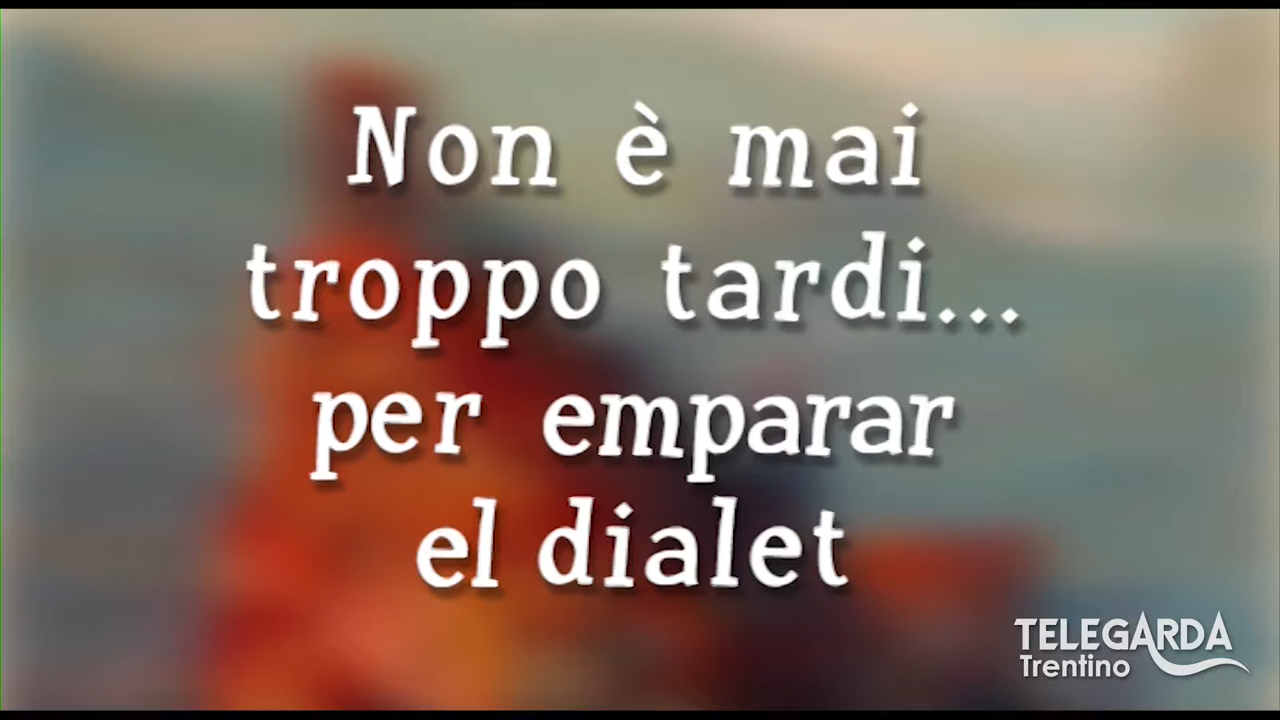 Non è mai
troppo tardi...
per emparar
el dialet
TELEGARDA
Trentino